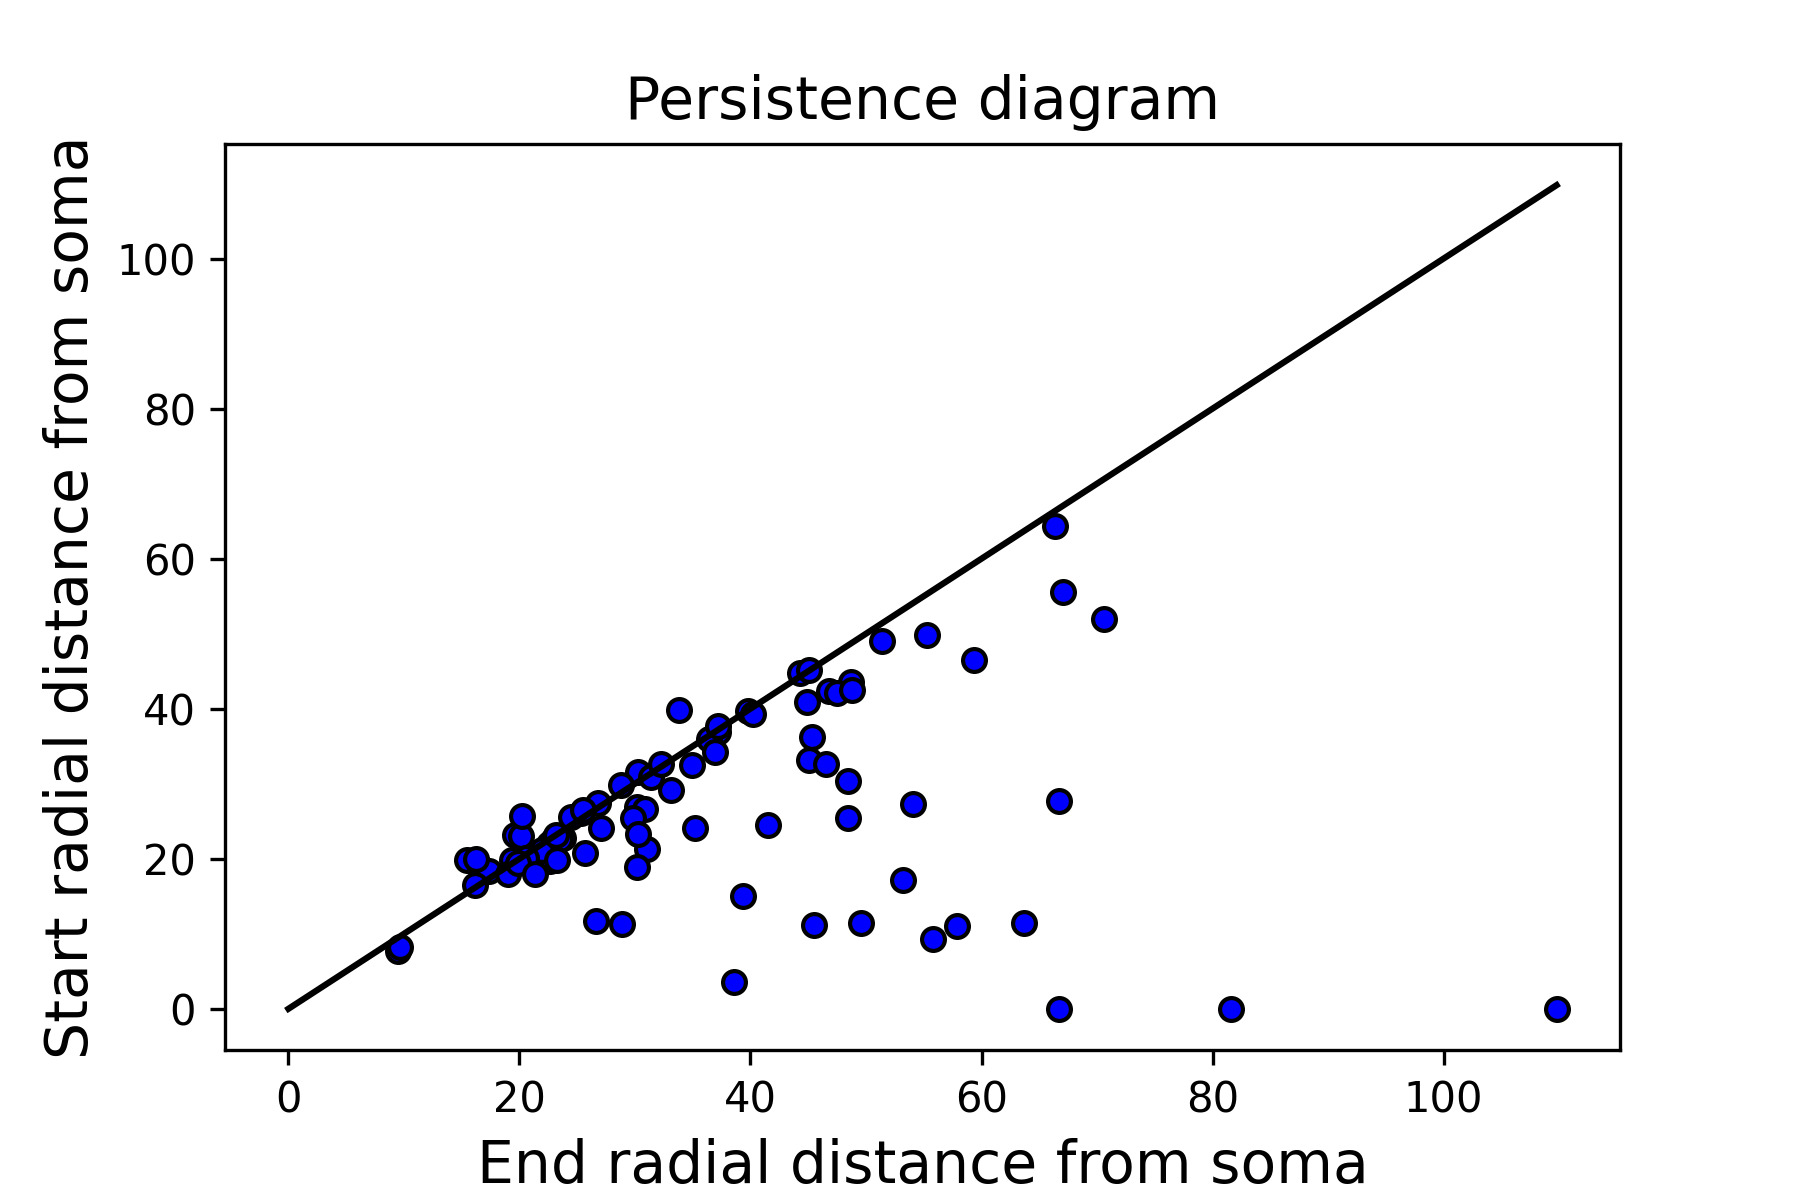 Persistence diagram
Start radial distance from soma
100
80
60
40
20
0
0 20 40 60 80 100
End radial distance from soma